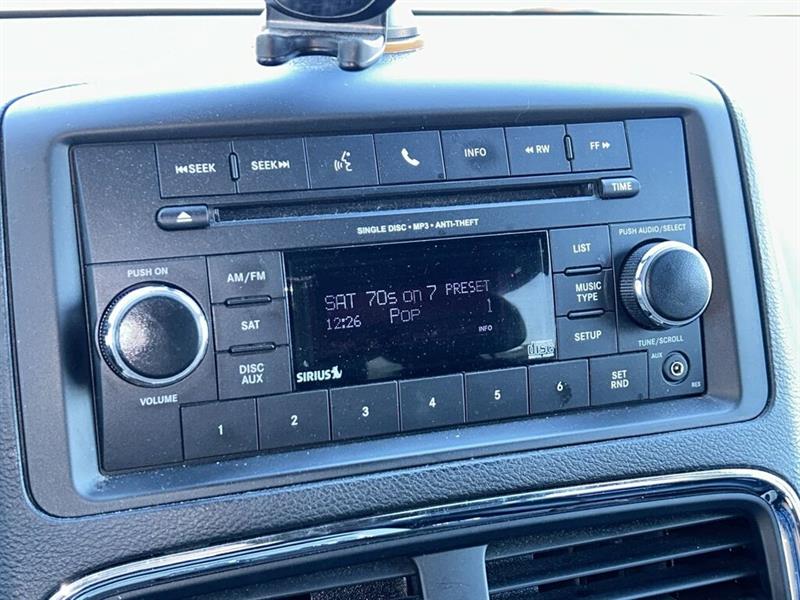 ⏮SEEK SEEK⏭ INFO ◀◀ RW FF ▶▶
TIME
SINGLE DISC • MP3 • ANTI-THEFT
PUSH ON
AM/FM
SAT
DISC AUX
VOLUME
SAT 70s on 7 PRESET
12:26 Pop 1
INFO
SIRIUS
disc
LIST
MUSIC TYPE
SETUP
PUSH AUDIO/SELECT
TUNE/SCROLL
1 2 3 4 5 6
SET RND
AUX
RES